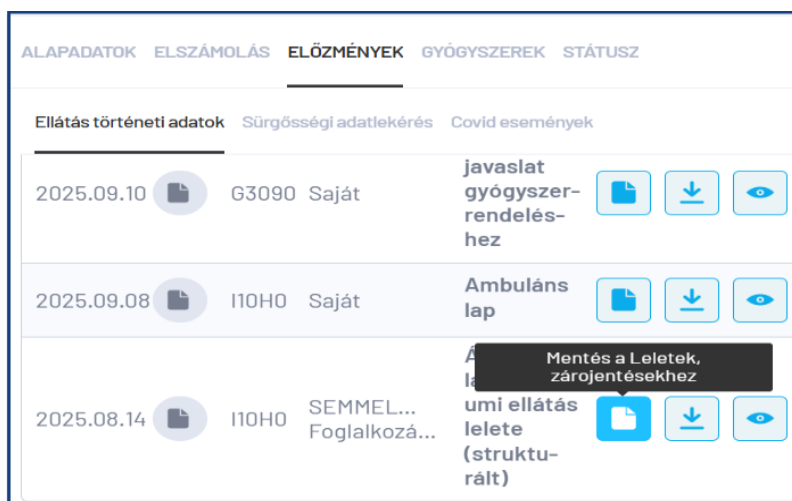 ALAPADATOK ELSZÁMOLÁS ELŐZMÉNYEK GYÓGYSZEREK STÁTUSZ
Ellátás történeti adatok Sürgősségi adatlekérés Covid események
javaslat
2025.09.10 G3090 Saját gyógyszer-
rendelés-
hez
Ambuláns
2025.09.08 I10H0 Saját lap
Mentés a Leletek,
zárojentésekhez
SEMMEL... umi ellátás
2025.08.14 I10H0 Foglalkozá... lelete
(struktu-
rált)